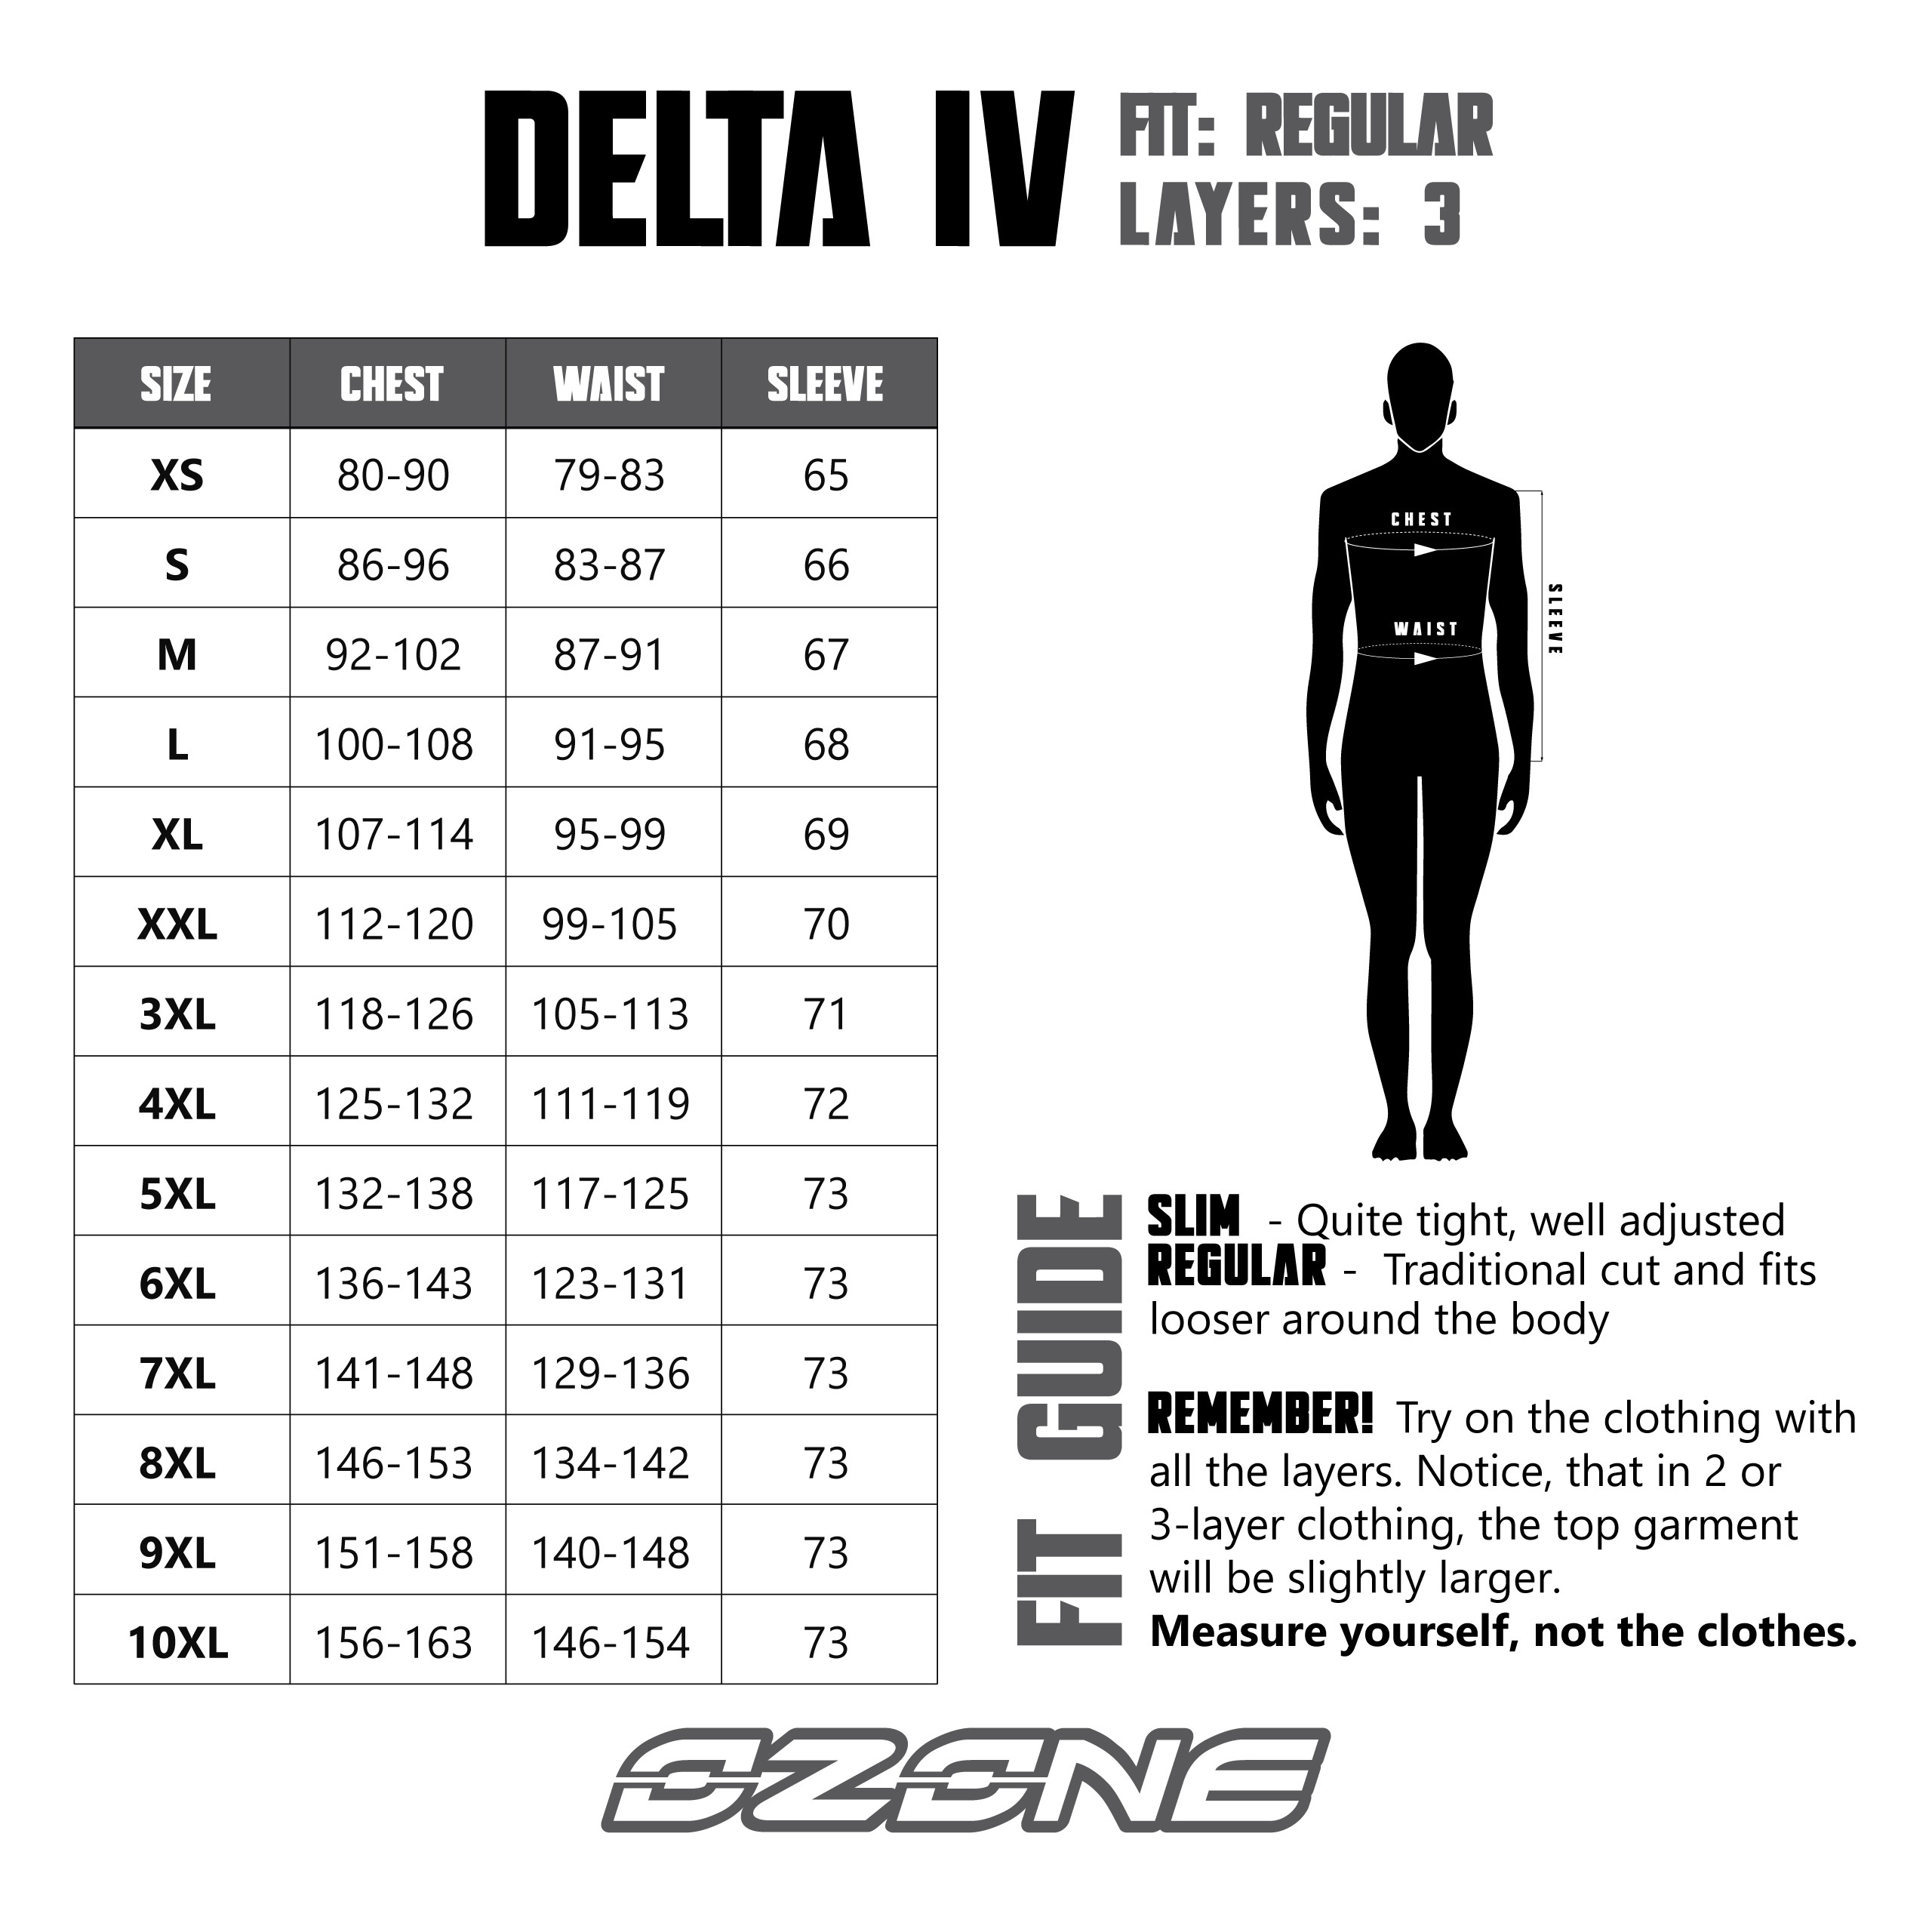 DELTA IV
FIT: REGULAR
LAYERS: 3
SIZE CHEST WAIST SLEEVE
XS 80-90 79-83 65
S 86-96 83-87 66
M 92-102 87-91 67
L 100-108 91-95 68
XL 107-114 95-99 69
XXL 112-120 99-105 70
3XL 118-126 105-113 71
4XL 125-132 111-119 72
5XL 132-138 117-125 73
6XL 136-143 123-131 73
7XL 141-148 129-136 73
8XL 146-153 134-142 73
9XL 151-158 140-148 73
10XL 156-163 146-154 73
CHEST
WAIST
SLEEVE
FIT GUIDE
SLIM - Quite tight, well adjusted
REGULAR - Traditional cut and fits
looser around the body
REMEMBER! Try on the clothing with
all the layers. Notice, that in 2 or
3-layer clothing, the top garment
will be slightly larger.
Measure yourself, not the clothes.
OZONE